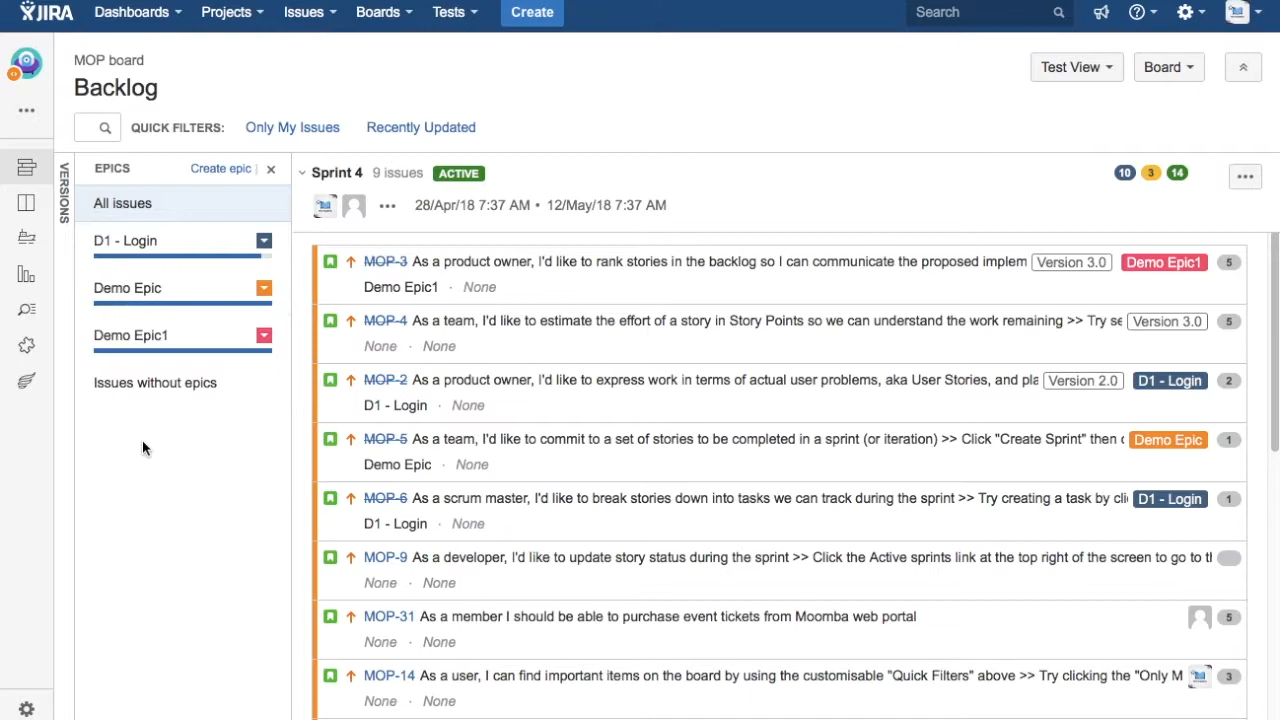 JIRA Dashboards Projects Issues Boards Tests Create Search
MOP board
Backlog
Test View Board
QUICK FILTERS: Only My Issues Recently Updated
VERSIONS
EPICS Create epic
All issues
D1 - Login
Demo Epic
Demo Epic1
Issues without epics
Sprint 4 9 issues ACTIVE 10 3 14
28/Apr/18 7:37 AM • 12/May/18 7:37 AM
MOP-3 As a product owner, I'd like to rank stories in the backlog so I can communicate the proposed implem Version 3.0 Demo Epic1 5
Demo Epic1 · None
MOP-4 As a team, I'd like to estimate the effort of a story in Story Points so we can understand the work remaining >> Try se Version 3.0 5
None · None
MOP-2 As a product owner, I'd like to express work in terms of actual user problems, aka User Stories, and pla Version 2.0 D1 - Login 2
D1 - Login · None
MOP-5 As a team, I'd like to commit to a set of stories to be completed in a sprint (or iteration) >> Click "Create Sprint" then Demo Epic 1
Demo Epic · None
MOP-6 As a scrum master, I'd like to break stories down into tasks we can track during the sprint >> Try creating a task by cli D1 - Login 1
D1 - Login · None
MOP-9 As a developer, I'd like to update story status during the sprint >> Click the Active sprints link at the top right of the screen to go to
None · None
MOP-31 As a member I should be able to purchase event tickets from Moomba web portal 5
None · None
MOP-14 As a user, I can find important items on the board by using the customisable "Quick Filters" above >> Try clicking the "Only M 3
None · None